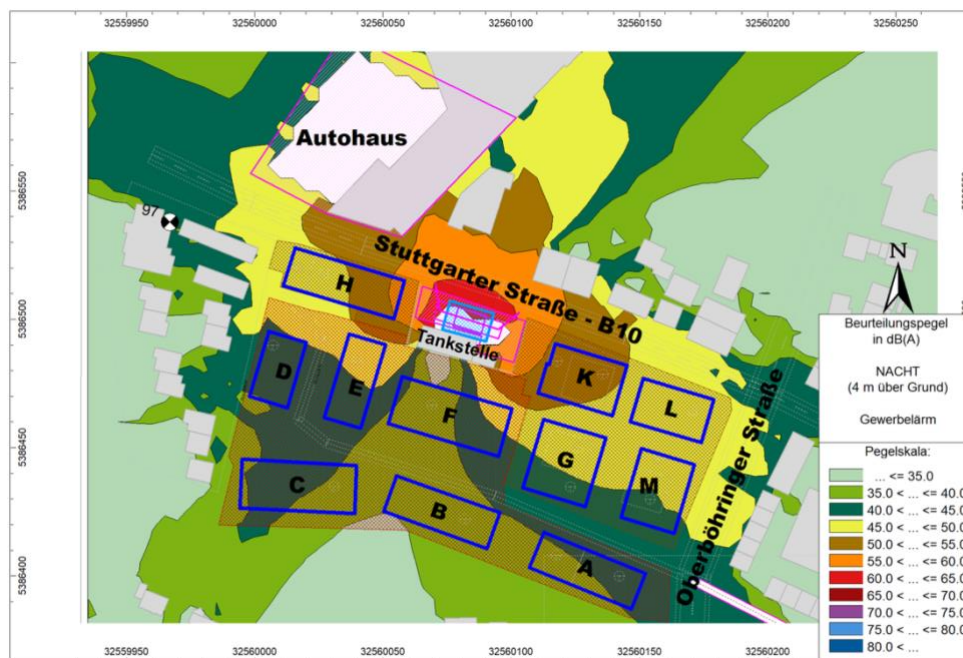 32559950 32560000 32560050 32560100 32560150 32560200 32560250
5386550
5386500
5386450
5386400
Autohaus
97
Stuttgarter Straße - B10
H
Tankstelle
D
E
K
F
L
G
C
M
B
A
Oberböhringer Straße
N
Beurteilungspegel
in dB(A)
NACHT
(4 m über Grund)
Gewerbelärm
Pegelskala:
... <= 35.0
35.0 < ... <= 40.0
40.0 < ... <= 45.0
45.0 < ... <= 50.0
50.0 < ... <= 55.0
55.0 < ... <= 60.0
60.0 < ... <= 65.0
65.0 < ... <= 70.0
70.0 < ... <= 75.0
75.0 < ... <= 80.0
80.0 < ...
32559950 32560000 32560050 32560100 32560150 32560200 32560250